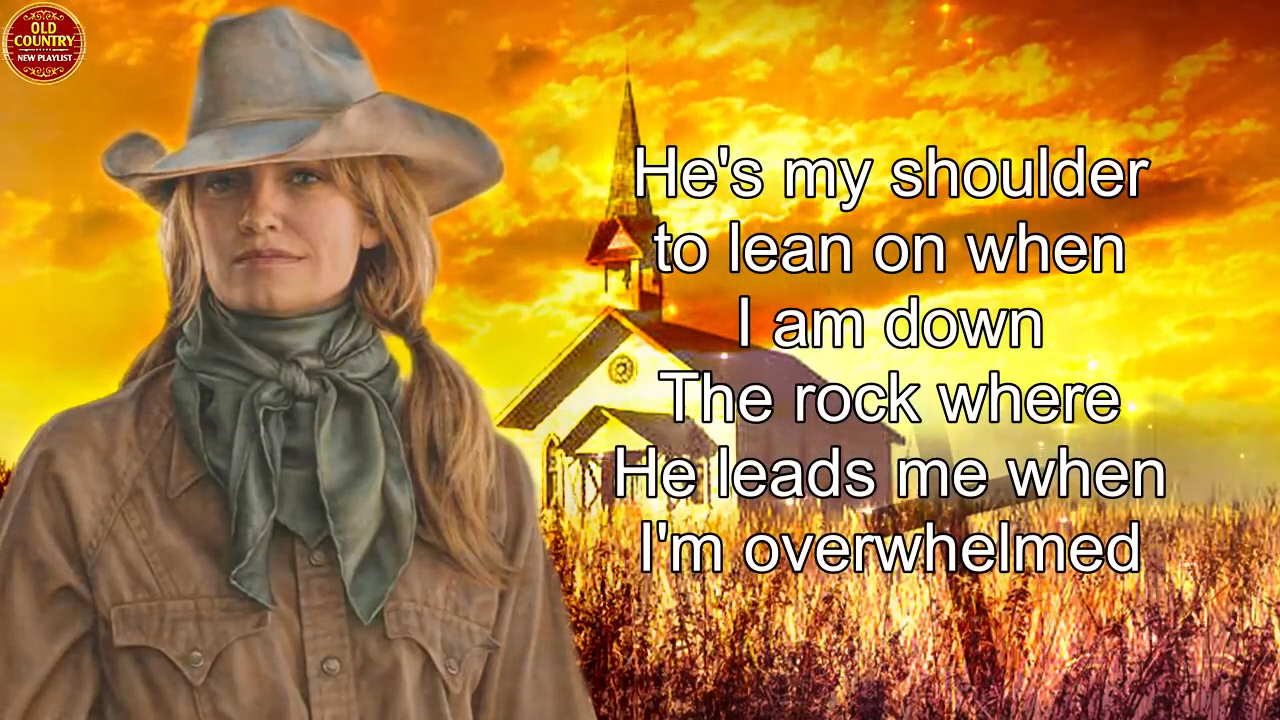 OLD
COUNTRY
NEW PLAYLIST
He's my shoulder
to lean on when
I am down
The rock where
He leads me when
I'm overwhelmed